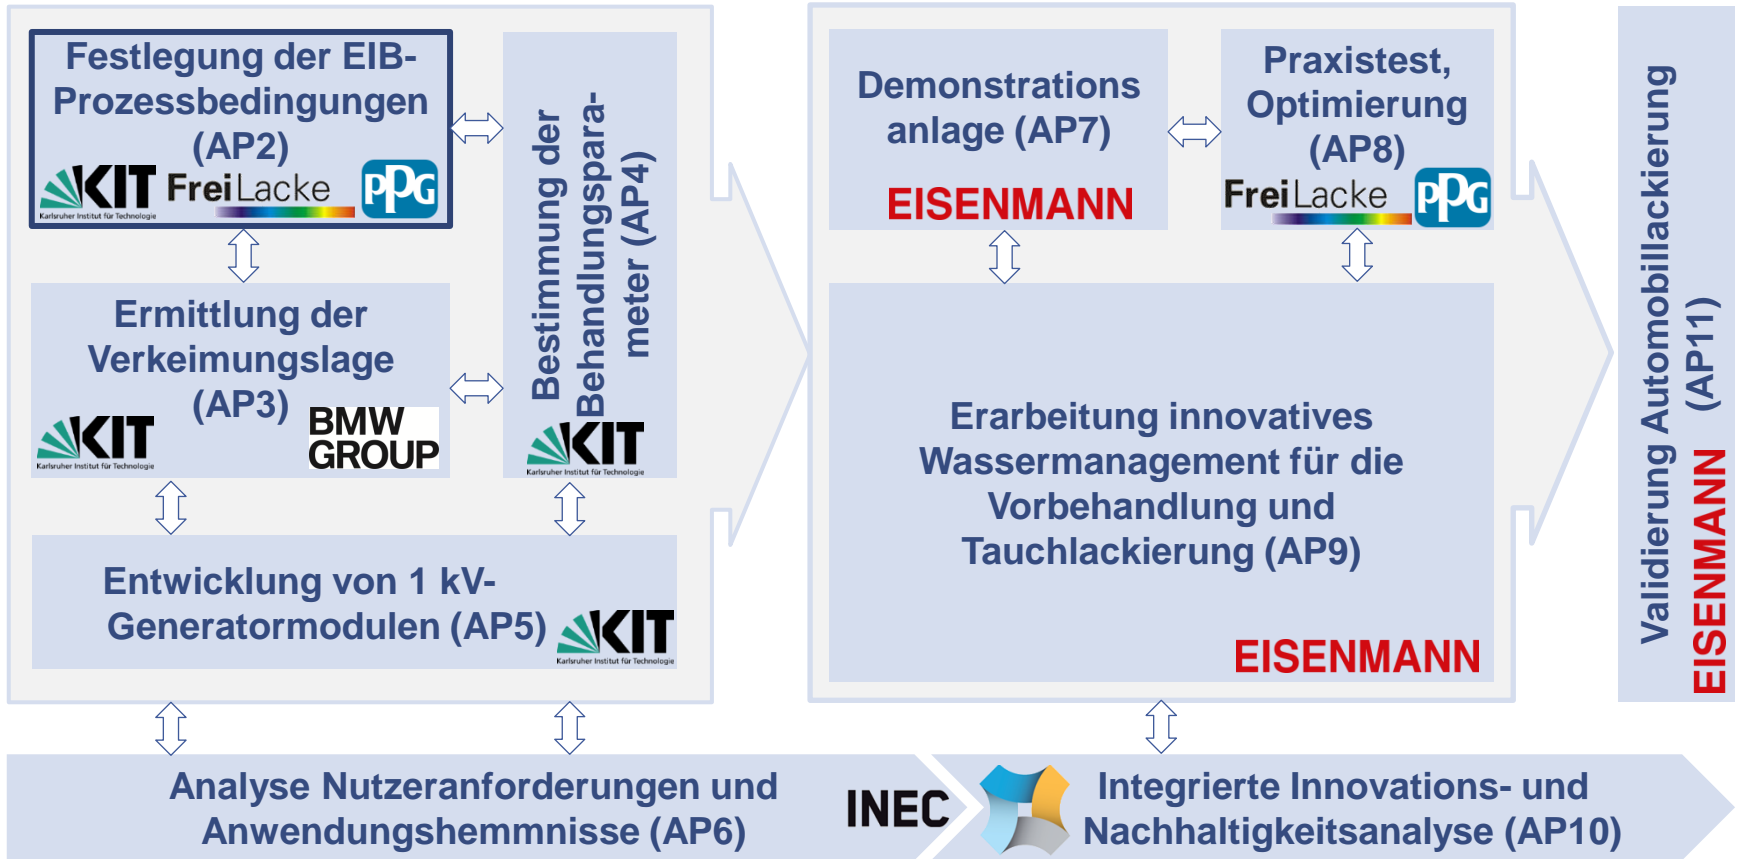 Festlegung der EIB-
Prozessbedingungen
(AP2)
KIT
Karlsruher Institut für Technologie
FreiLacke
PPG
Bestimmung der
Behandlungspara-
meter (AP4)
KIT
Karlsruher Institut für Technologie
Ermittlung der
Verkeimungslage
(AP3)
KIT
Karlsruher Institut für Technologie
BMW
GROUP
Entwicklung von 1 kV-
Generatormodulen (AP5)
KIT
Karlsruher Institut für Technologie
Demonstrations
anlage (AP7)
EISENMANN
Praxistest,
Optimierung
(AP8)
FreiLacke
PPG
Erarbeitung innovatives
Wassermanagement für die
Vorbehandlung und
Tauchlackierung (AP9)
EISENMANN
Validierung Automobillackierung
(AP11)
EISENMANN
Analyse Nutzeranforderungen und
Anwendungshemmnisse (AP6)
INEC
Integrierte Innovations- und
Nachhaltigkeitsanalyse (AP10)